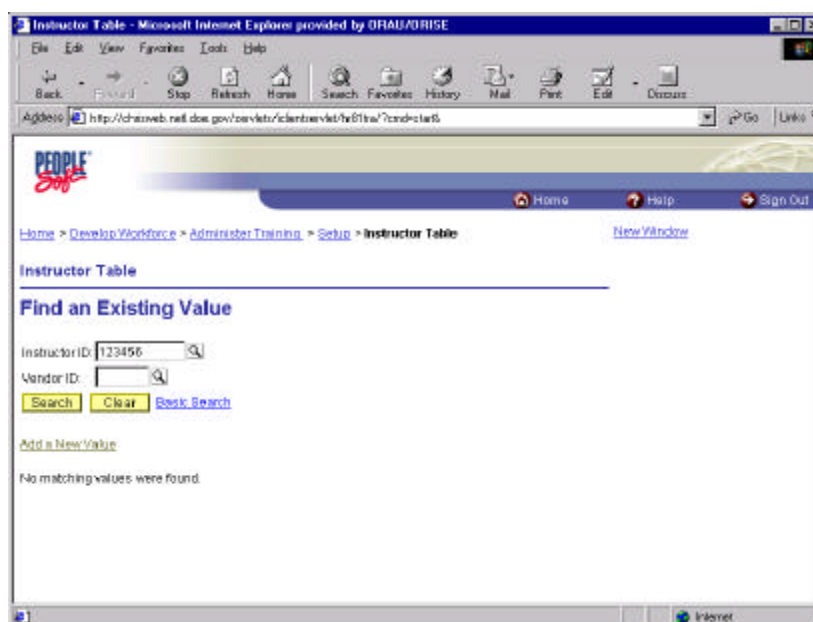 Instructor Table - Microsoft Internet Explorer provided by ORAU/ORISE
File Edit View Favorites Tools Help
Back Forward Stop Refresh Home Search Favorites History Mail Print Edit Discuss
Address Go Links
PEOPLE
Soft
Home Help Sign Out
Home > Develop Workforce > Administer Training > Setup > Instructor Table New Window
Instructor Table
Find an Existing Value
Instructor ID: 123456
Vendor ID:
Search Clear Basic Search
Add a New Value
No matching values were found.
Internet